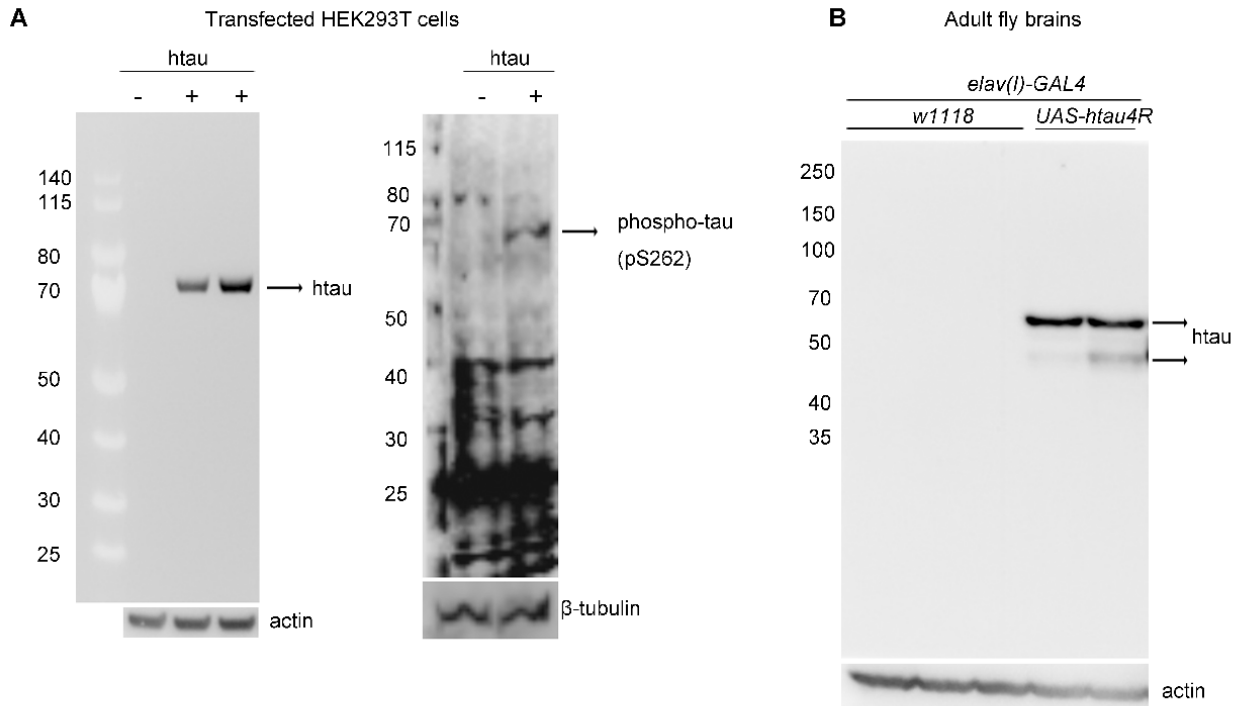 A
Transfected HEK293T cells
htau
- + +
140
115
80
70
50
40
30
25
htau
actin
htau
- +
115
80
70
50
40
30
25
phospho-tau
(pS262)
β-tubulin
B
Adult fly brains
elav(I)-GAL4
w1118 UAS-htau4R
250
150
100
70
50
40
35
htau
actin